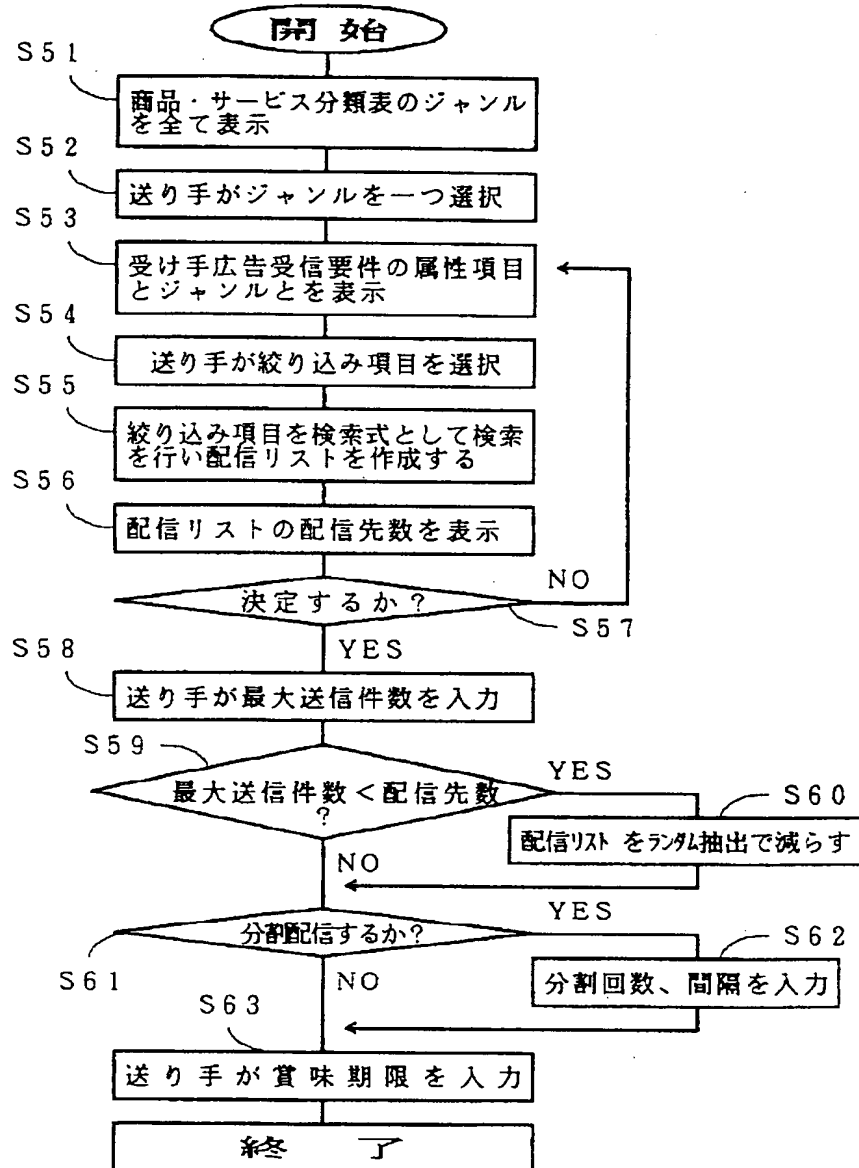 開始
S51
商品・サービス分類表のジャンル
を全て表示
S52
送り手がジャンルを一つ選択
S53
受け手広告受信要件の属性項目
とジャンルとを表示
S54
送り手が絞り込み項目を選択
S55
絞り込み項目を検索式として検索
を行い配信リストを作成する
S56
配信リストの配信先数を表示
決定するか?
NO
S57
YES
S58
送り手が最大送信件数を入力
S59
最大送信件数<配信先数
?
YES
S60
配信リストをランダム抽出で減らす
NO
分割配信するか?
YES
S61
S62
分割回数、間隔を入力
NO
S63
送り手が賞味期限を入力
終了